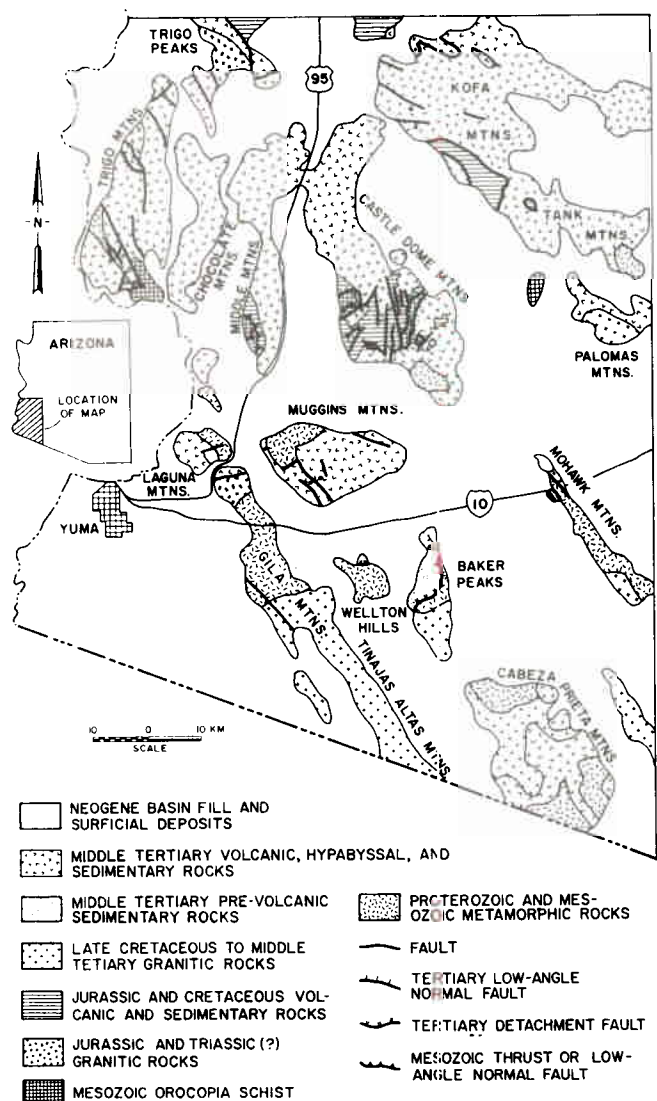 TRIGO
PEAKS
95
KOFA
MTNS.
TRIGO MTNS.
CHOCOLATE
MTNS.
MIDDLE MTNS.
CASTLE DOME MTNS.
TANK
MTNS.
-N-
PALOMAS
MTNS.
ARIZONA
LOCATION
OF MAP
MUGGINS MTNS.
LAGUNA
MTNS.
YUMA
10
MOHAWK MTNS.
GILA
MTNS.
WELLTON
HILLS
BAKER
PEAKS
TINAJAS ALTAS MTNS.
CABEZA
PRIETA MTNS.
10 0 10 KM
SCALE
NEOGENE BASIN FILL AND
SURFICIAL DEPOSITS
MIDDLE TERTIARY VOLCANIC, HYPABYSSAL, AND
SEDIMENTARY ROCKS
MIDDLE TERTIARY PRE-VOLCANIC
SEDIMENTARY ROCKS
LATE CRETACEOUS TO MIDDLE
TETIARY GRANITIC ROCKS
JURASSIC AND CRETACEOUS VOL-
CANIC AND SEDIMENTARY ROCKS
JURASSIC AND TRIASSIC (?)
GRANITIC ROCKS
MESOZOIC OROCOPIA SCHIST
PROTEROZOIC AND MES-
OZOIC METAMORPHIC ROCKS
FAULT
TERTIARY LOW-ANGLE
NORMAL FAULT
TERTIARY DETACHMENT FAULT
MESOZOIC THRUST OR LOW-
ANGLE NORMAL FAULT